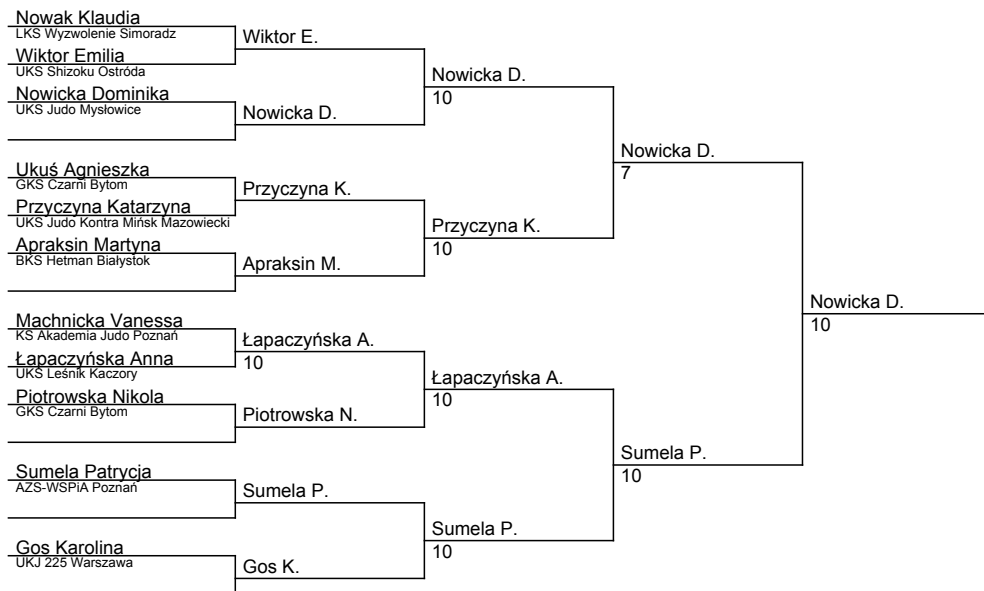 Nowak Klaudia
LKS Wyzwolenie Simoradz
Wiktor E.
Wiktor Emilia
UKS Shizoku Ostróda
Nowicka D.
10
Nowicka Dominika
UKS Judo Mysłowice
Nowicka D.
Nowicka D.
7
Ukuś Agnieszka
GKS Czarni Bytom
Przyczyna K.
Przyczyna Katarzyna
UKS Judo Kontra Mińsk Mazowiecki
Przyczyna K.
10
Apraksin Martyna
BKS Hetman Białystok
Apraksin M.
Nowicka D.
10
Machnicka Vanessa
KS Akademia Judo Poznań
Łapaczyńska A.
10
Łapaczyńska Anna
UKS Leśnik Kaczory
Łapaczyńska A.
10
Piotrowska Nikola
GKS Czarni Bytom
Piotrowska N.
Sumela P.
10
Sumela Patrycja
AZS-WSPiA Poznań
Sumela P.
Sumela P.
10
Gos Karolina
UKJ 225 Warszawa
Gos K.